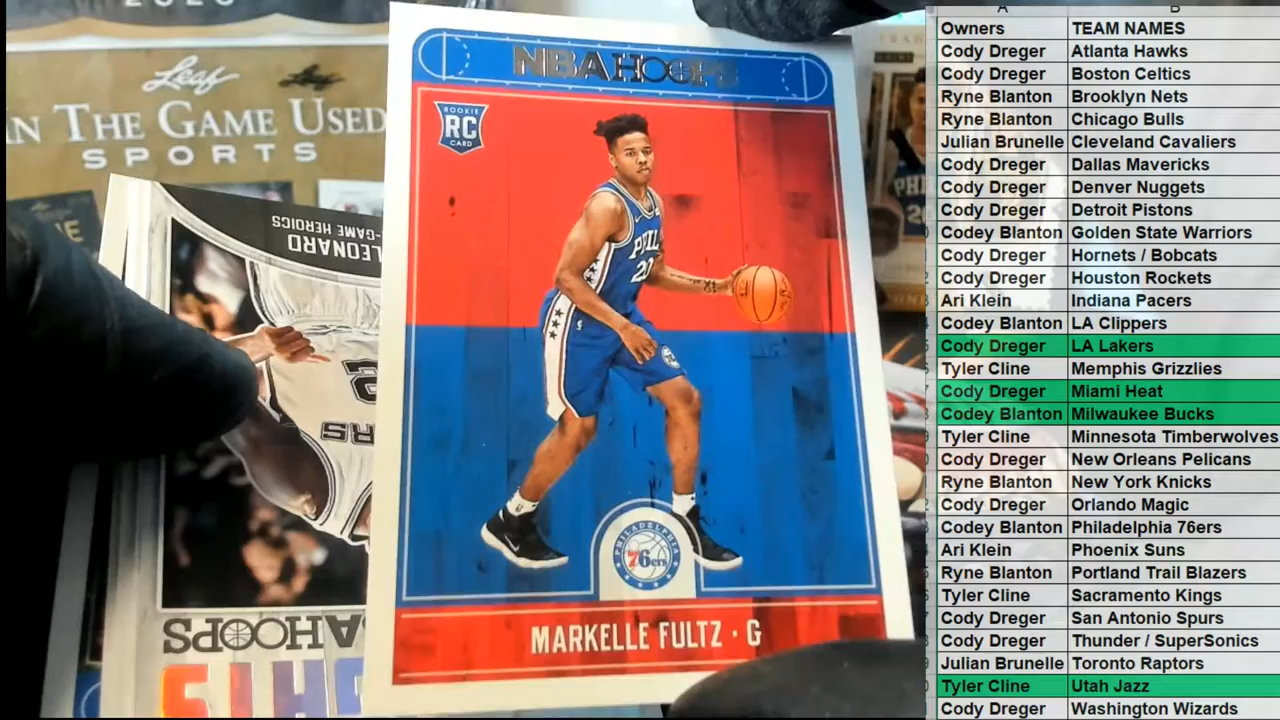 2020
Leaf
IN THE GAME USED
SPORTS
LEONARD
-GAME HEROICS
NBA HOOPS
ROOKIE
RC
CARD
PHIL
20
PHILADELPHIA
76ers
MARKELLE FULTZ · G
A B
Owners TEAM NAMES
Cody Dreger Atlanta Hawks
Cody Dreger Boston Celtics
Ryne Blanton Brooklyn Nets
Ryne Blanton Chicago Bulls
Julian Brunelle Cleveland Cavaliers
Cody Dreger Dallas Mavericks
Cody Dreger Denver Nuggets
Cody Dreger Detroit Pistons
Codey Blanton Golden State Warriors
Cody Dreger Hornets / Bobcats
Cody Dreger Houston Rockets
Ari Klein Indiana Pacers
Codey Blanton LA Clippers
Cody Dreger LA Lakers
Tyler Cline Memphis Grizzlies
Cody Dreger Miami Heat
Codey Blanton Milwaukee Bucks
Tyler Cline Minnesota Timberwolves
Cody Dreger New Orleans Pelicans
Ryne Blanton New York Knicks
Cody Dreger Orlando Magic
Codey Blanton Philadelphia 76ers
Ari Klein Phoenix Suns
Ryne Blanton Portland Trail Blazers
Tyler Cline Sacramento Kings
Cody Dreger San Antonio Spurs
Cody Dreger Thunder / SuperSonics
Julian Brunelle Toronto Raptors
Tyler Cline Utah Jazz
Cody Dreger Washington Wizards